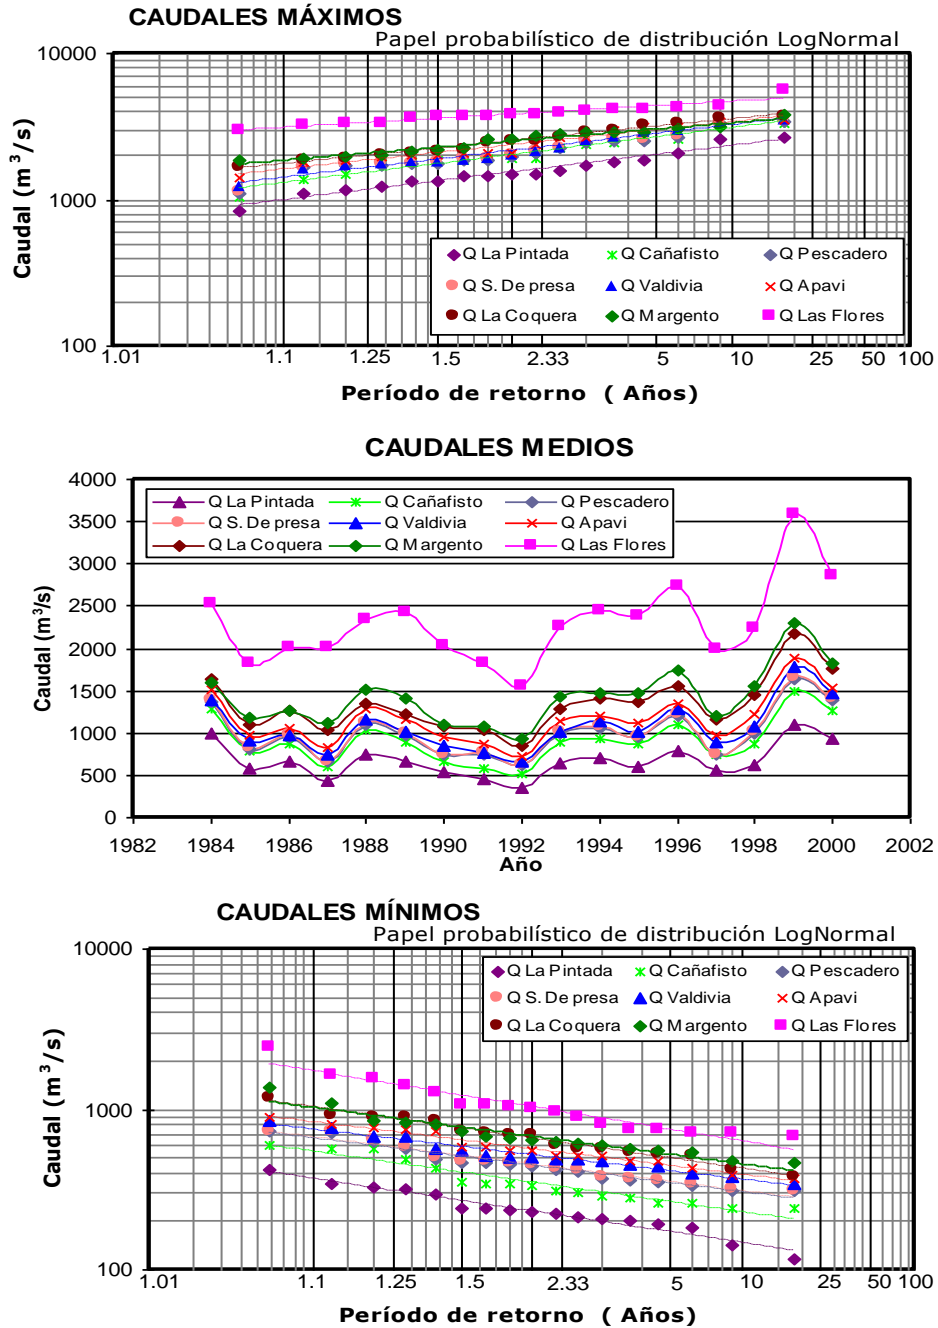 CAUDALES MÁXIMOS
Papel probabilístico de distribución LogNormal
10000
1000
100
Caudal (m³/s)
Q La Pintada Q Cañafisto Q Pescadero
Q S. De presa Q Valdivia Q Apavi
Q La Coquera Q Margento Q Las Flores
1.01 1.1 1.25 1.5 2.33 5 10 25 50 100
Período de retorno ( Años)
CAUDALES MEDIOS
4000
3500
3000
2500
2000
1500
1000
500
0
Caudal (m³/s)
Q La Pintada Q Cañafisto Q Pescadero
Q S. De presa Q Valdivia Q Apavi
Q La Coquera Q Margento Q Las Flores
1982 1984 1986 1988 1990 1992 1994 1996 1998 2000 2002
Año
CAUDALES MÍNIMOS
Papel probabilístico de distribución LogNormal
10000
1000
100
Caudal (m³/s)
Q La Pintada Q Cañafisto Q Pescadero
Q S. De presa Q Valdivia Q Apavi
Q La Coquera Q Margento Q Las Flores
1.01 1.1 1.25 1.5 2.33 5 10 25 50 100
Período de retorno ( Años)